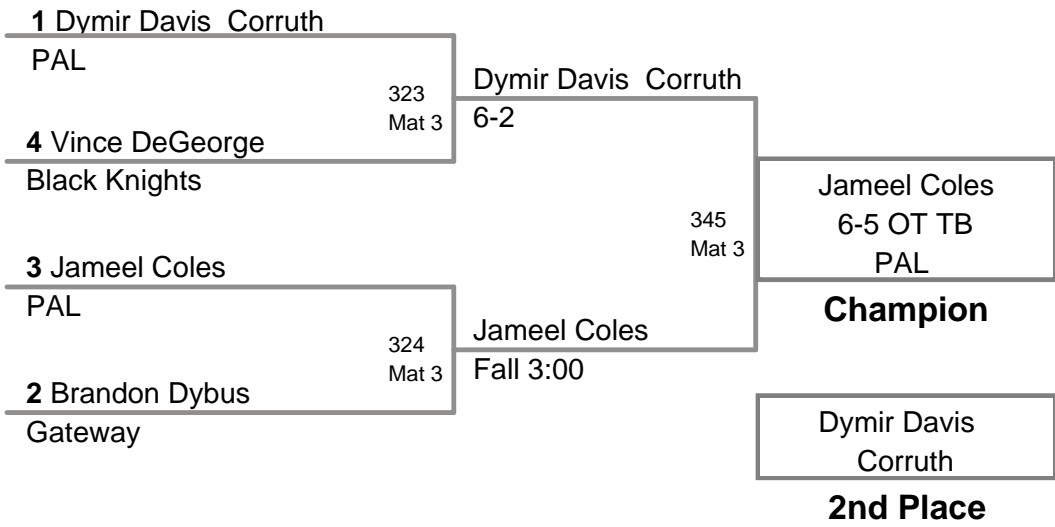 1 Dymir Davis  Corruth
PAL
323
Mat 3
4 Vince DeGeorge
Black Knights
Dymir Davis  Corruth
6-2
3 Jameel Coles
PAL
324
Mat 3
2 Brandon Dybus
Gateway
Jameel Coles
Fall 3:00
345
Mat 3
Jameel Coles
6-5 OT TB
PAL
Champion
Dymir Davis
Corruth
2nd Place